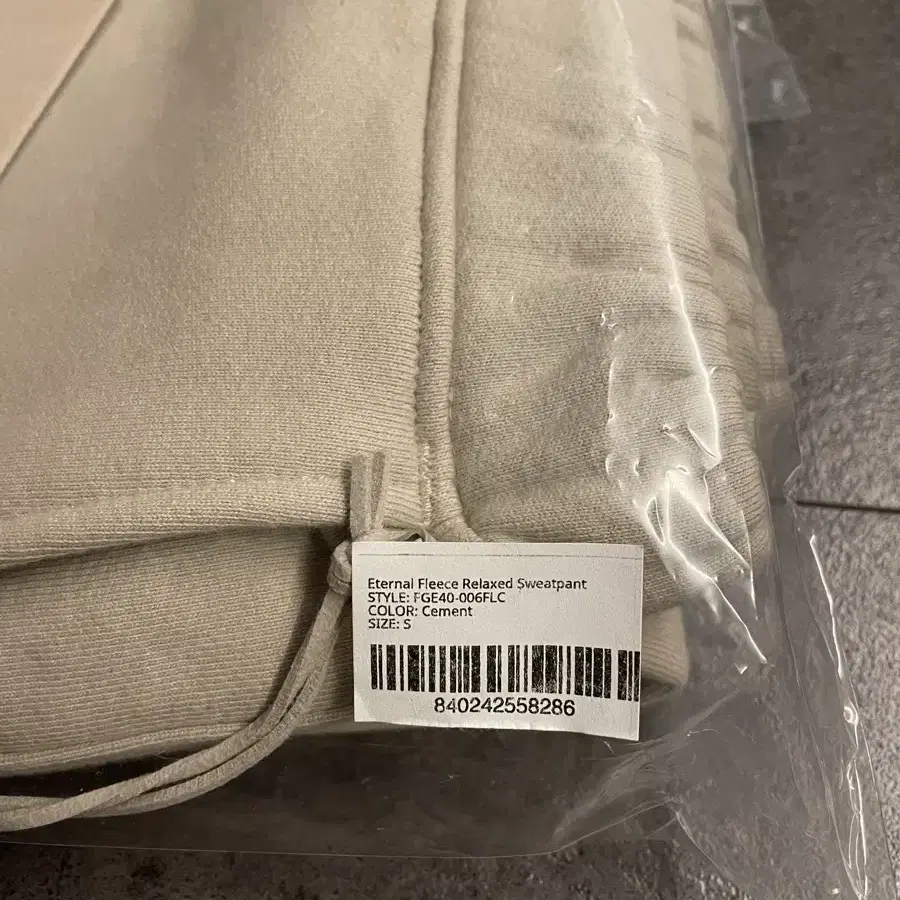 Eternal Fleece Relaxed Sweatpant
STYLE: FGE40-006FLC
COLOR: Cement
SIZE: S
840242558286